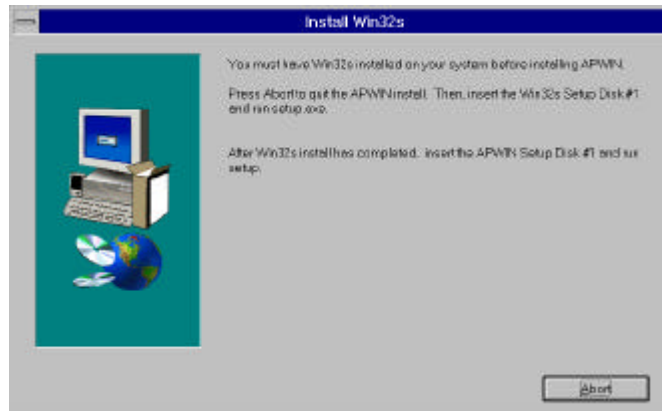 Install Win32s
You must have Win32s installed on your system before installing APWIN.
Press Abort to quit the APWIN install. Then, insert the Win32s Setup Disk #1
and run setup.exe.
After Win32s install has completed, insert the APWIN Setup Disk #1 and run
setup.
Abort